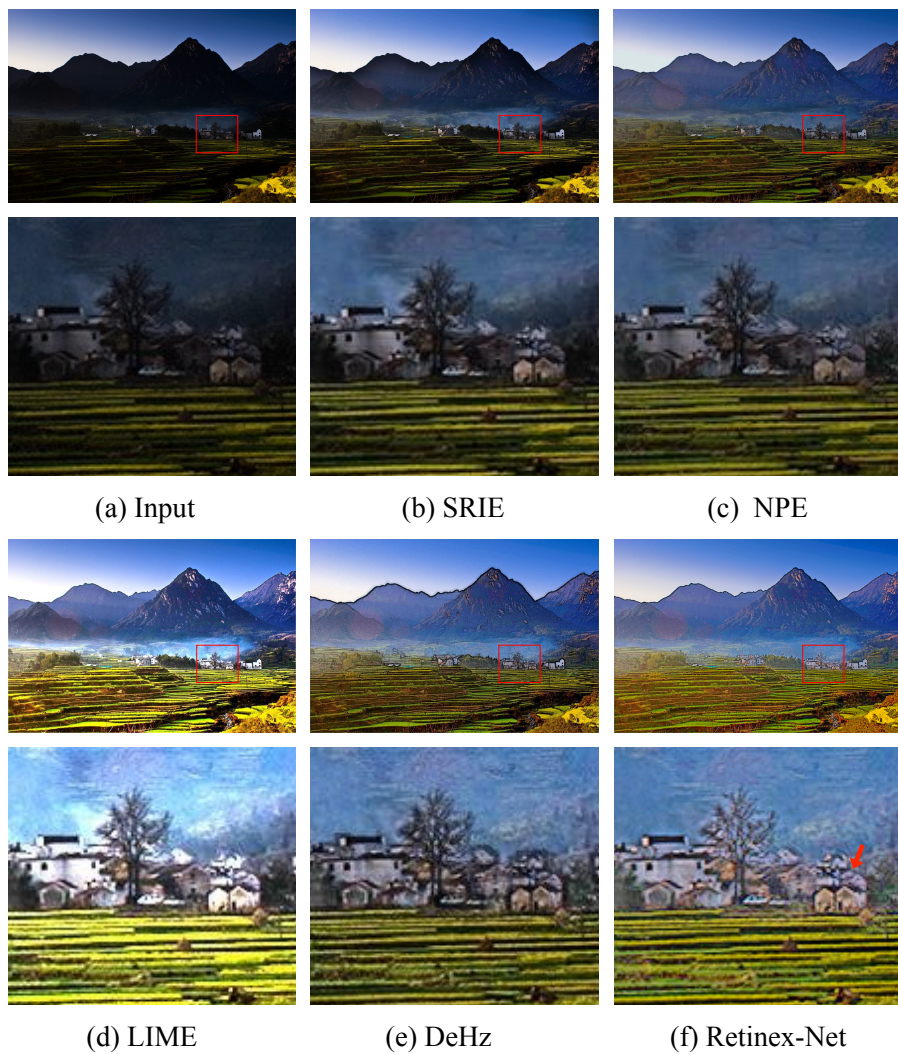 (a) Input
(b) SRIE
(c) NPE
(d) LIME
(e) DeHz
(f) Retinex-Net